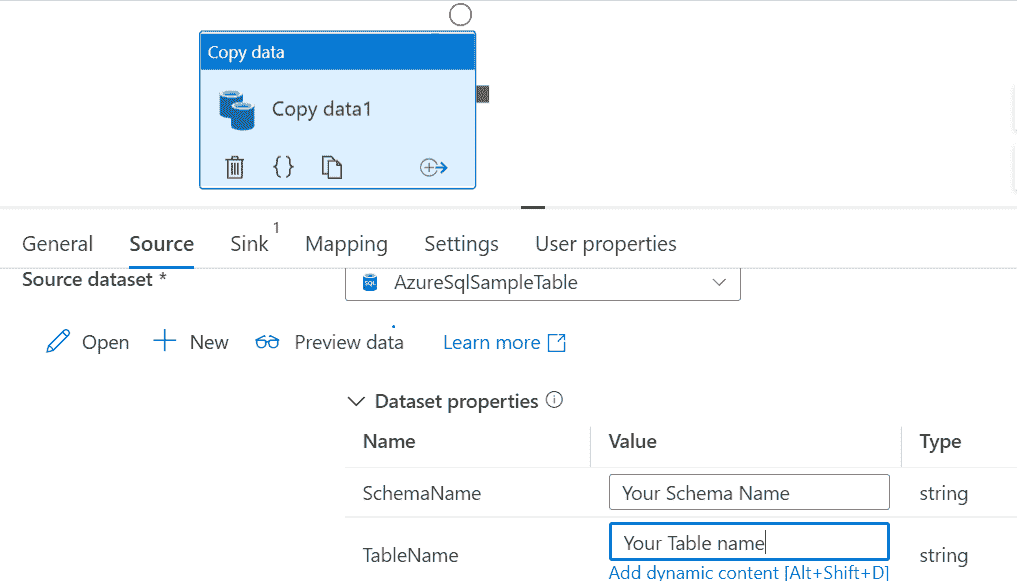 Copy data
Copy data1
General Source Sink 1 Mapping Settings User properties
Source dataset * AzureSqlSampleTable
Open New Preview data Learn more
Dataset properties
Name Value Type
SchemaName Your Schema Name string
TableName Your Table name string
Add dynamic content [Alt+Shift+D]